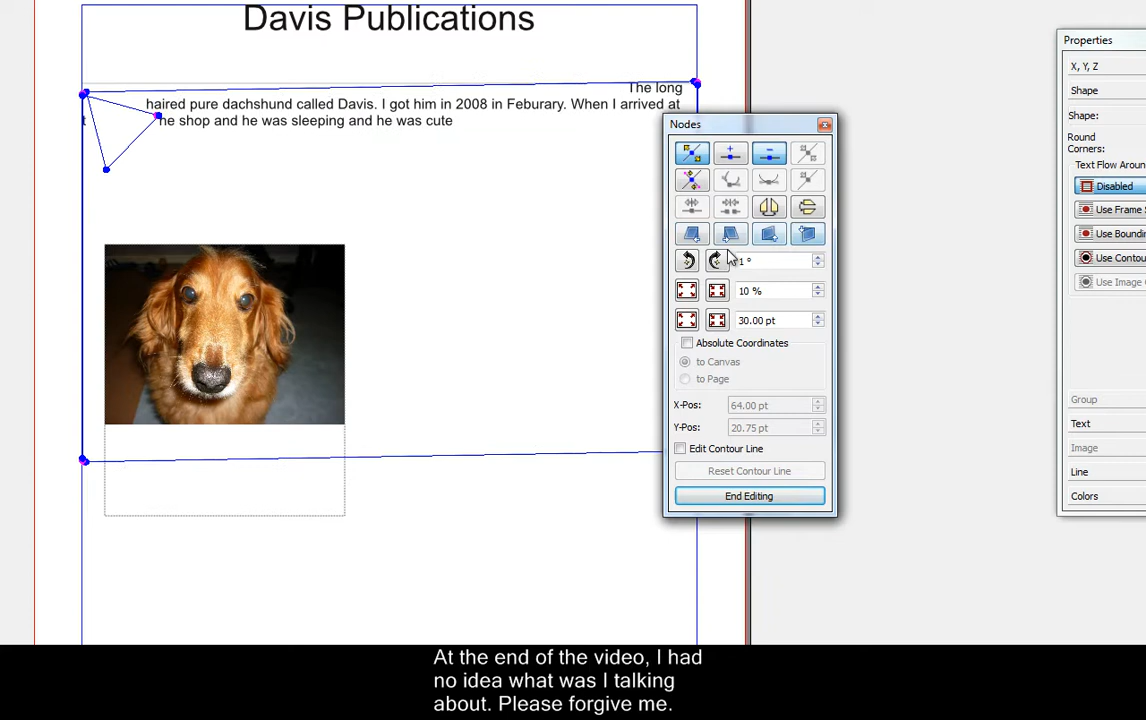 Davis Publications
The long
haired pure dachshund called Davis. I got him in 2008 in Feburary. When I arrived at
t he shop and he was sleeping and he was cute
Nodes
1 °
10 %
30.00 pt
Absolute Coordinates
to Canvas
to Page
X-Pos: 64.00 pt
Y-Pos: 20.75 pt
Edit Contour Line
Reset Contour Line
End Editing
Properties
X, Y, Z
Shape
Shape:
Round
Corners:
Text Flow Aroun
Disabled
Use Frame S
Use Boundin
Use Contou
Use Image
Group
Text
Image
Line
Colors
At the end of the video, I had
no idea what was I talking
about. Please forgive me.